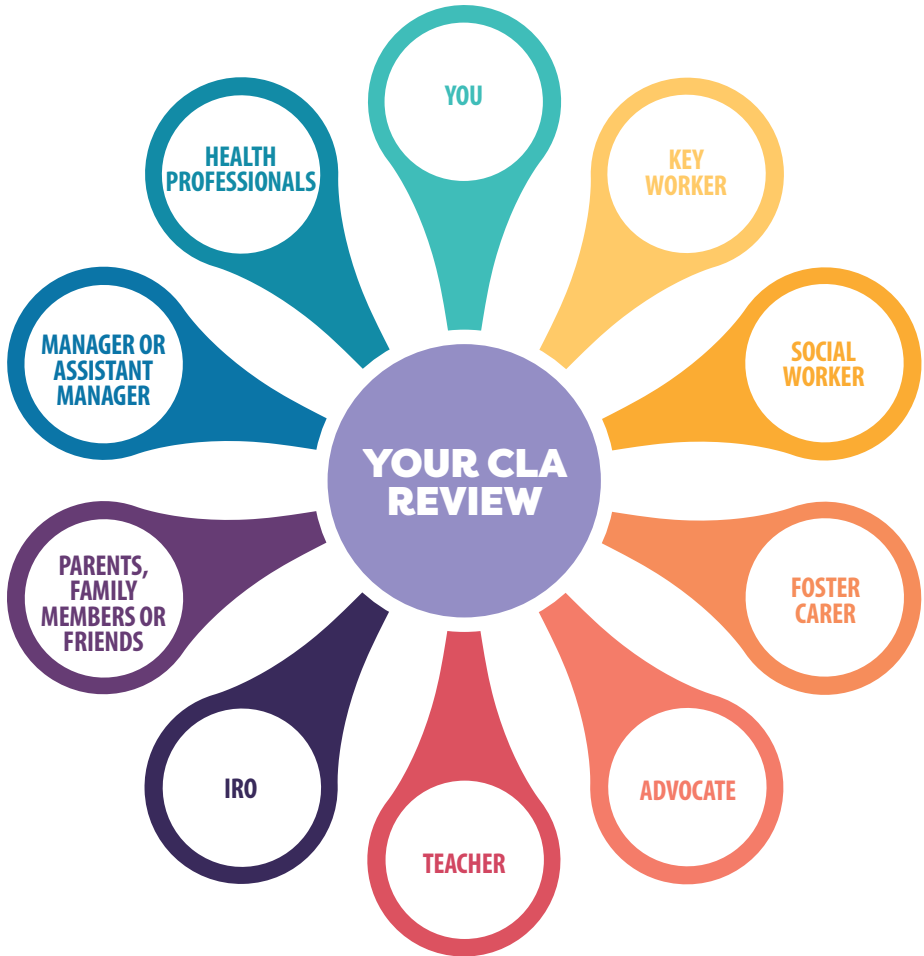 YOU
KEY
WORKER
SOCIAL
WORKER
FOSTER
CARER
ADVOCATE
TEACHER
IRO
PARENTS,
FAMILY
MEMBERS OR
FRIENDS
MANAGER OR
ASSISTANT
MANAGER
HEALTH
PROFESSIONALS
YOUR CLA
REVIEW